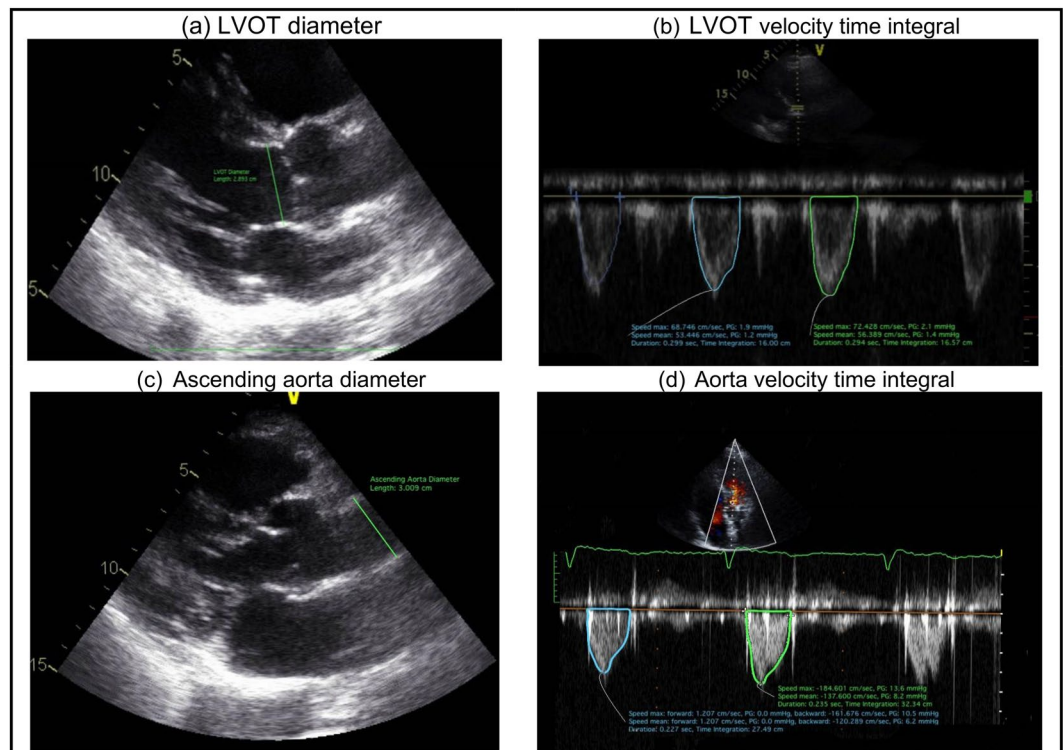 (a) LVOT diameter
5
10
5
LVOT Diameter
Length: 2.893 cm
(b) LVOT velocity time integral
V
5
10
15
Speed max: 68.746 cm/sec, PG: 1.9 mmHg
Speed mean: 53.446 cm/sec, PG: 1.2 mmHg
Duration: 0.299 sec, Time Integration: 16.00 cm
Speed max: 72.428 cm/sec, PG: 2.1 mmHg
Speed mean: 56.389 cm/sec, PG: 1.4 mmHg
Duration: 0.294 sec, Time Integration: 16.57 cm
(c) Ascending aorta diameter
V
5
10
15
Ascending Aorta Diameter
Length: 3.009 cm
(d) Aorta velocity time integral
Speed max: -184.601 cm/sec, PG: 13.6 mmHg
Speed mean: -137.600 cm/sec, PG: 8.2 mmHg
Duration: 0.235 sec, Time Integration: 32.34 cm
Speed max: forward: 1.207 cm/sec, PG: 0.0 mmHg, backward: -161.676 cm/sec, PG: 10.5 mmHg
Speed mean: forward: 1.207 cm/sec, PG: 0.0 mmHg, backward: -120.289 cm/sec, PG: 6.2 mmHg
Duration: 0.227 sec, Time Integration: 27.49 cm